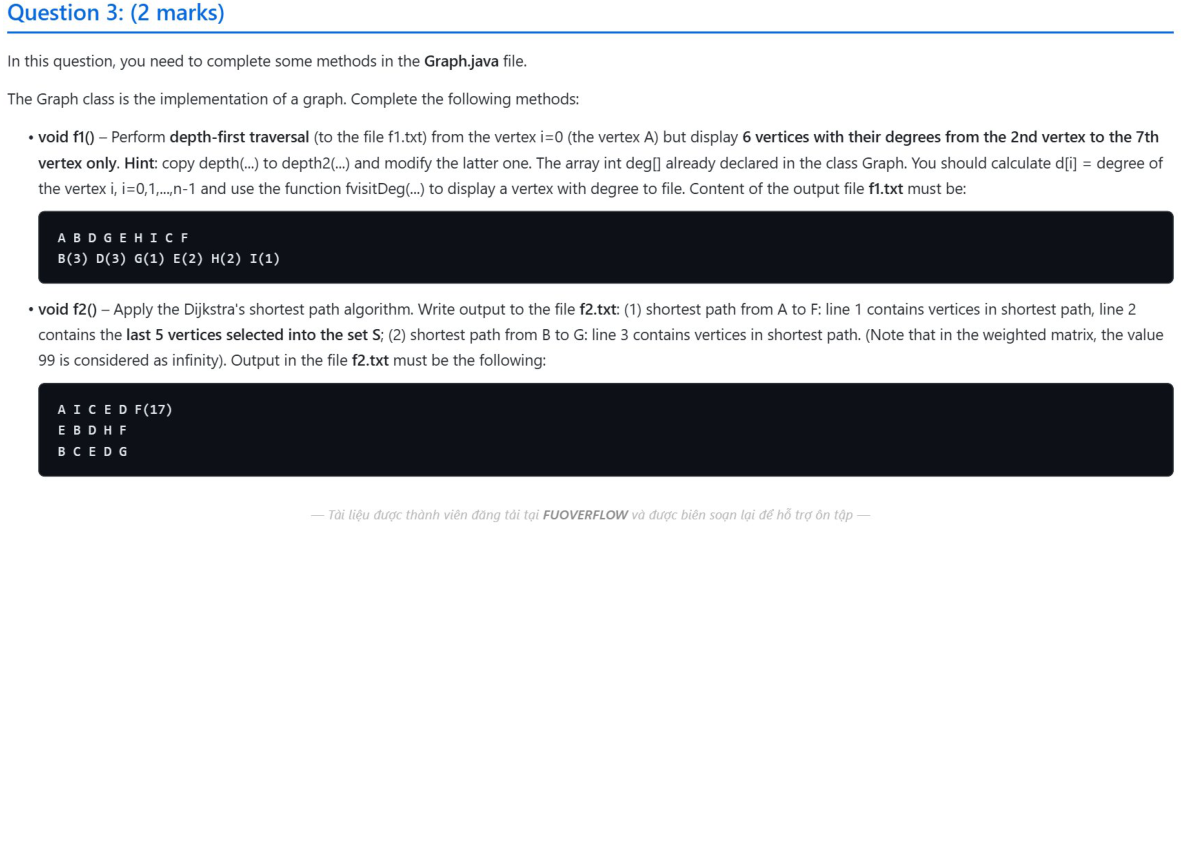 Question 3: (2 marks)
In this question, you need to complete some methods in the Graph.java file.
The Graph class is the implementation of a graph. Complete the following methods:
• void f1() – Perform depth-first traversal (to the file f1.txt) from the vertex i=0 (the vertex A) but display 6 vertices with their degrees from the 2nd vertex to the 7th
vertex only. Hint: copy depth(...) to depth2(...) and modify the latter one. The array int deg[] already declared in the class Graph. You should calculate d[i] = degree of
the vertex i, i=0,1,...,n-1 and use the function fvisitDeg(...) to display a vertex with degree to file. Content of the output file f1.txt must be:
A B D G E H I C F
B(3) D(3) G(1) E(2) H(2) I(1)
• void f2() – Apply the Dijkstra's shortest path algorithm. Write output to the file f2.txt: (1) shortest path from A to F: line 1 contains vertices in shortest path, line 2
contains the last 5 vertices selected into the set S; (2) shortest path from B to G: line 3 contains vertices in shortest path. (Note that in the weighted matrix, the value
99 is considered as infinity). Output in the file f2.txt must be the following:
A I C E D F(17)
E B D H F
B C E D G
— Tài liệu được thành viên đăng tải tại FUOVERFLOW và được biên soạn lại để hỗ trợ ôn tập —